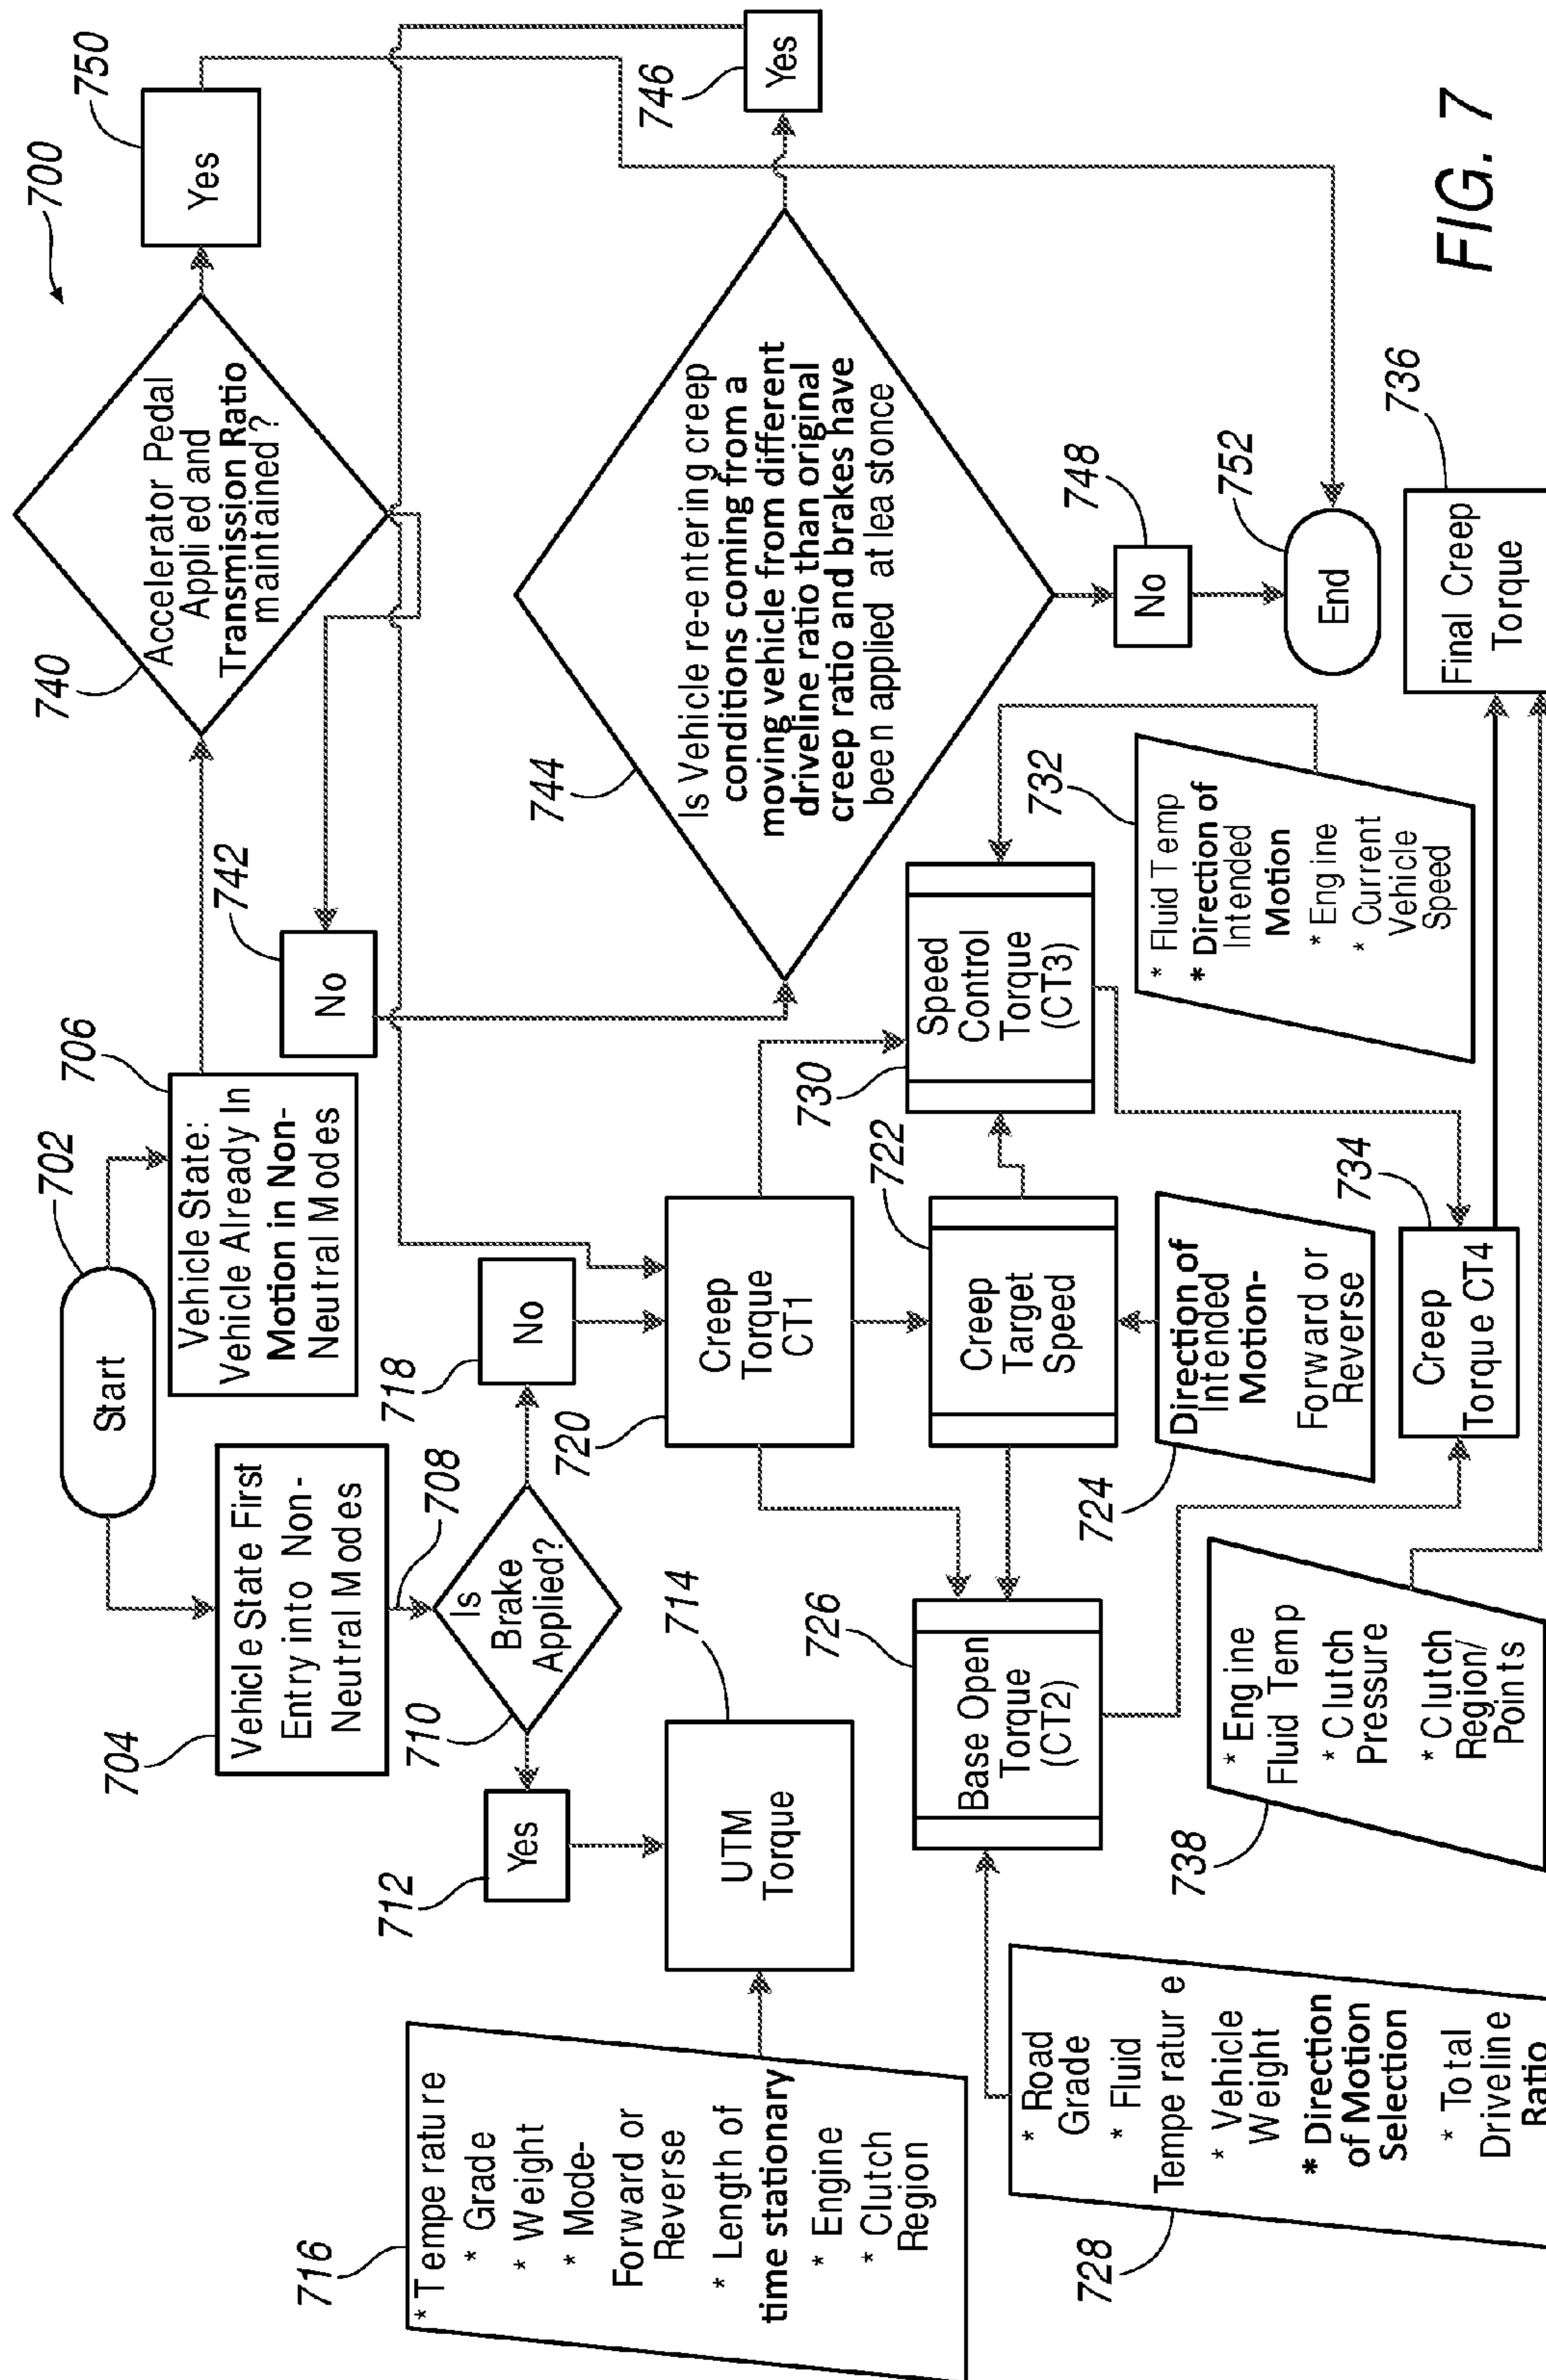 700
702
Start
704
Vehicle State First
Entry into Non-
Neutral Modes
706
Vehicle State:
Vehicle Already In
Motion in Non-
Neutral Modes
740
Accelerator Pedal
Applied and
Transmission Ratio
maintained?
750
Yes
742
No
708
710
Is
Brake
Applied?
712
Yes
718
No
714
UTM
Torque
716
* Temperature
* Grade
* Weight
* Mode-
Forward or
Reverse
* Length of
time stationary
* Engine
* Clutch
Region
720
Creep
Torque
CT1
744
Is Vehicle re-entering creep
conditions coming from a
moving vehicle from different
driveline ratio than original
creep ratio and brakes have
been applied at lea stonce
746
Yes
748
No
752
End
722
Creep
Target
Speed
724
Direction of
Intended
Motion-
Forward or
Reverse
726
Base Open
Torque
(CT2)
728
* Road
Grade
* Fluid
Temperature
* Vehicle
Weight
* Direction
of Motion
Selection
* Total
Driveline
Ratio
730
Speed
Control
Torque
(CT3)
732
* Fluid Temp
* Direction of
Intended
Motion
* Engine
* Current
Vehicle
Speed
734
Creep
Torque CT4
736
Final Creep
Torque
738
* Engine
Fluid Temp
* Clutch
Pressure
* Clutch
Region/
Points
FIG. 7